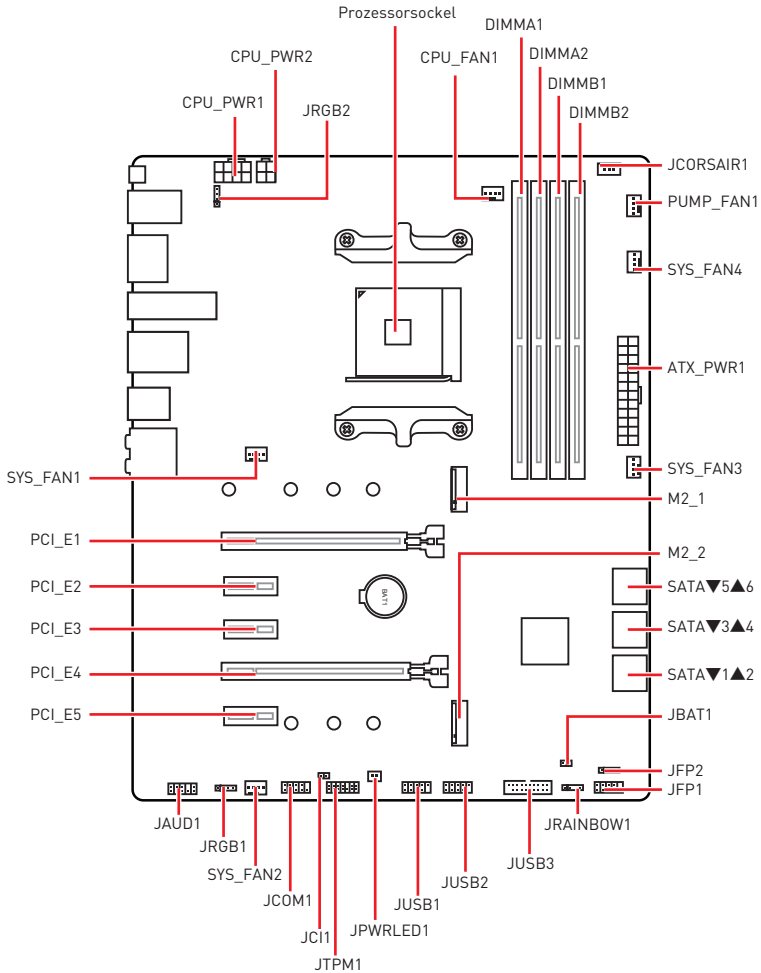 Prozessorsockel
DIMMA1
CPU_PWR2
CPU_FAN1
DIMMA2
CPU_PWR1
JRGB2
DIMMB1
DIMMB2
JCORSAIR1
PUMP_FAN1
SYS_FAN4
ATX_PWR1
SYS_FAN1
SYS_FAN3
M2_1
PCI_E1
M2_2
PCI_E2
BAT1
SATA▼5▲6
PCI_E3
SATA▼3▲4
PCI_E4
SATA▼1▲2
PCI_E5
JBAT1
JFP2
JFP1
JAUD1
JRAINBOW1
JRGB1
JUSB3
SYS_FAN2
JUSB2
JCOM1
JUSB1
JCI1
JPWRLED1
JTPM1